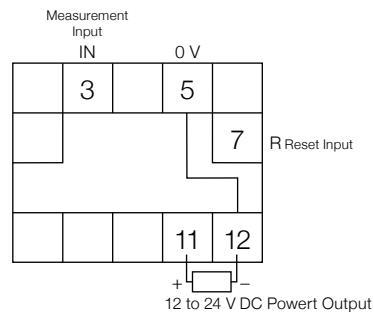 Measurement
Input
IN 0 V
3 5
7 R Reset Input
11 12
+ –
12 to 24 V DC Powert Output